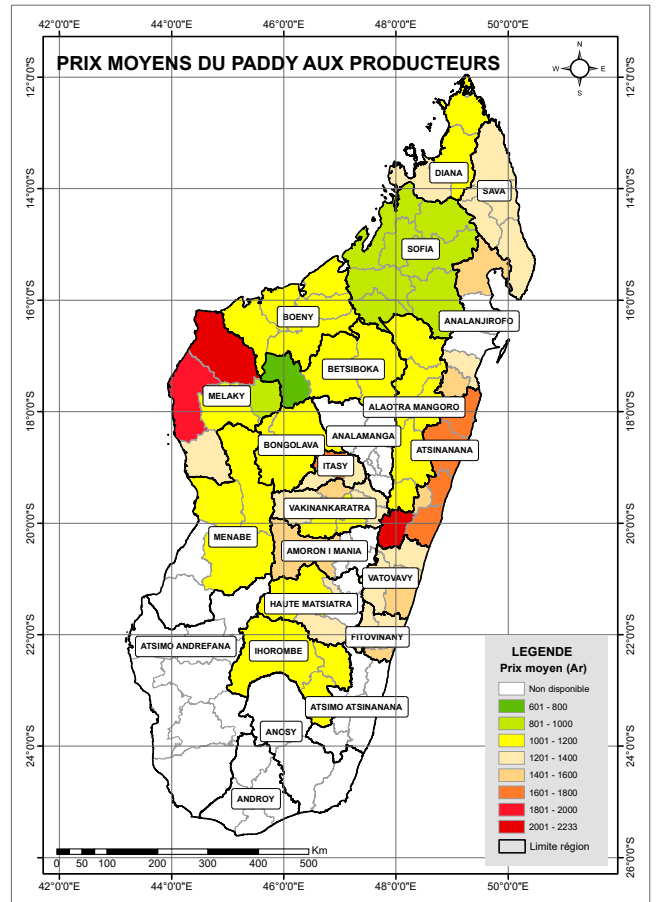 42°0'0"E 44°0'0"E 46°0'0"E 48°0'0"E 50°0'0"E
PRIX MOYENS DU PADDY AUX PRODUCTEURS
N
W E
S
12°0'0"S 12°0'0"S
DIANA
14°0'0"S 14°0'0"S
SAVA
SOFIA
16°0'0"S 16°0'0"S
BOENY
ANALANJIROFO
BETSIBOKA
MELAKY
18°0'0"S 18°0'0"S
ALAOTRA MANGORO
ANALAMANGA
BONGOLAVA
ATSINANANA
ITASY
VAKINANKARATRA
20°0'0"S 20°0'0"S
MENABE
AMORON I MANIA
VATOVAVY
HAUTE MATSIATRA
22°0'0"S 22°0'0"S
FITOVINANY
ATSIMO ANDREFANA
IHOROMBE
ATSIMO ATSINANANA
ANOSY
24°0'0"S 24°0'0"S
ANDROY
26°0'0"S 26°0'0"S
LEGENDE
Prix moyen (Ar)
Non disponible
601 - 800
801 - 1000
1001 - 1200
1201 - 1400
1401 - 1600
1601 - 1800
1801 - 2000
2001 - 2233
Limite région
Km
0 50 100 200 300 400 500
42°0'0"E 44°0'0"E 46°0'0"E 48°0'0"E 50°0'0"E